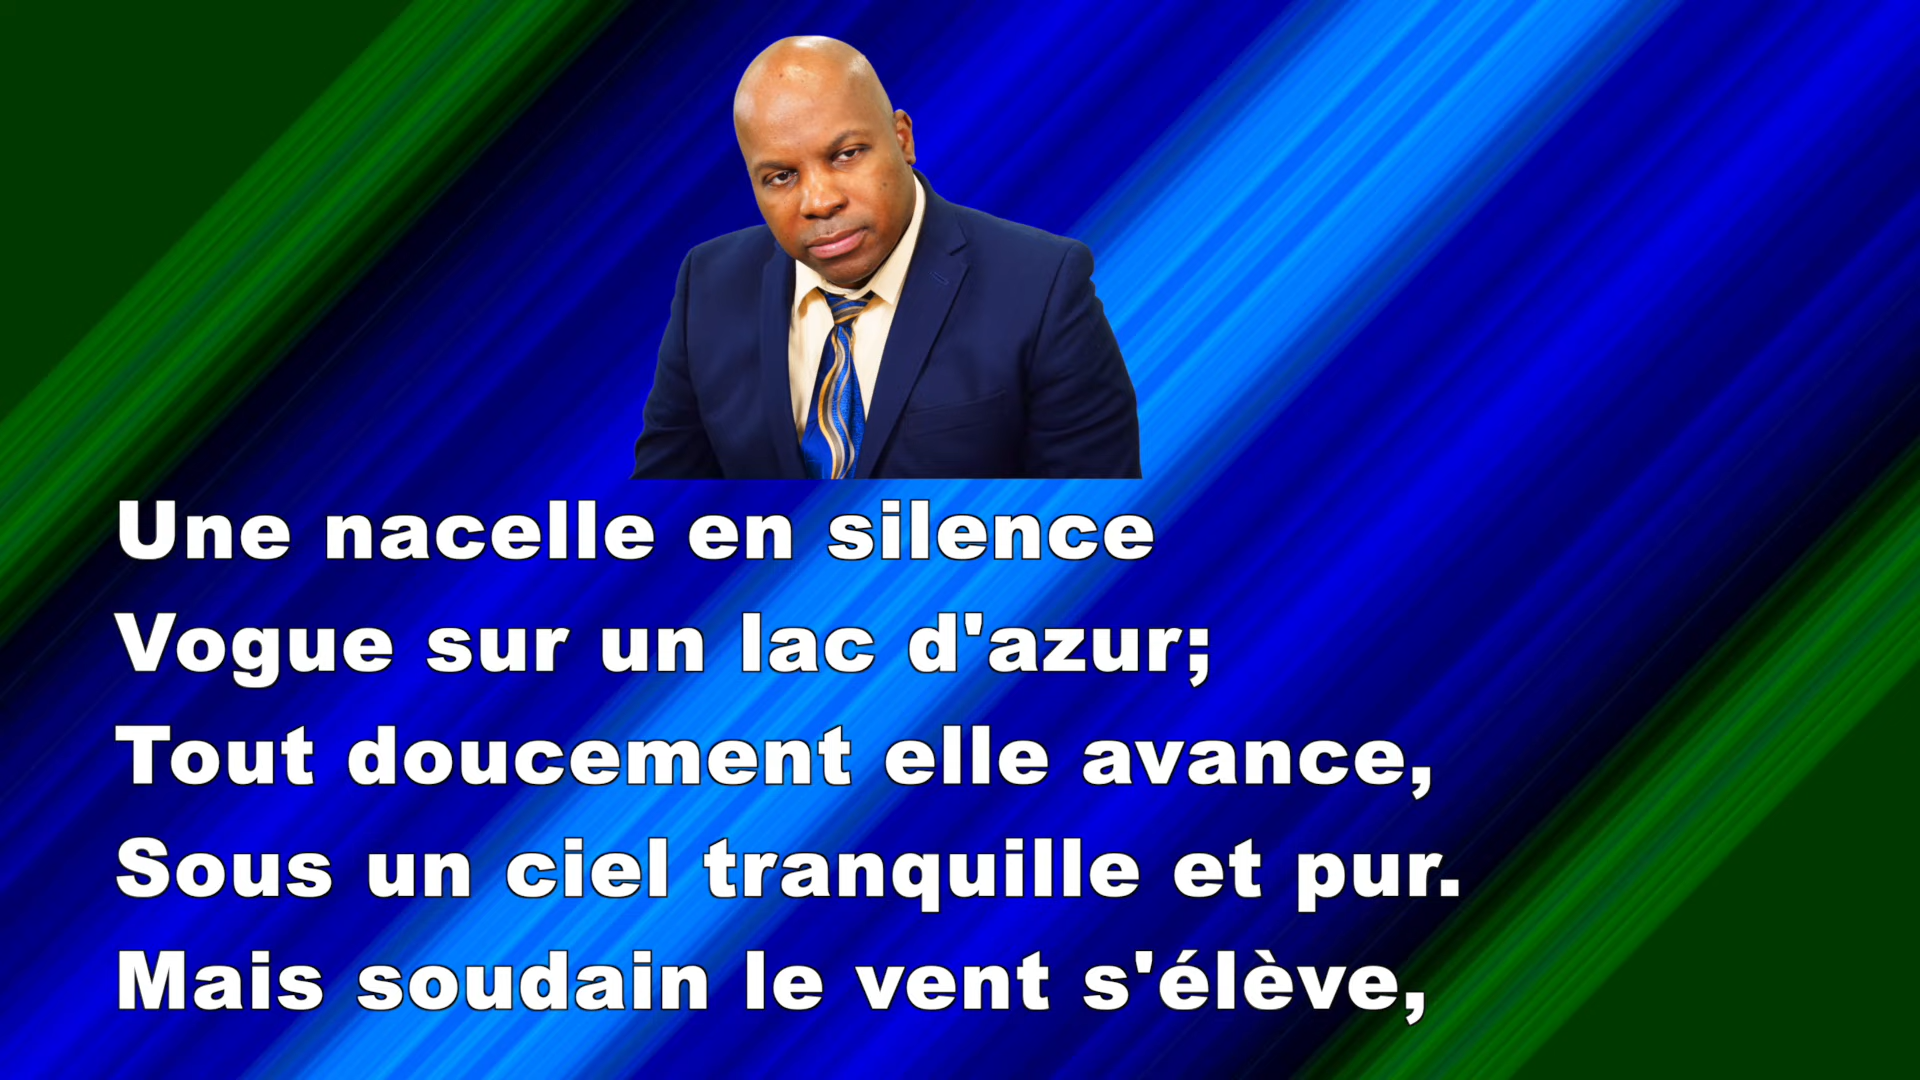 Une nacelle en silence
Vogue sur un lac d'azur;
Tout doucement elle avance,
Sous un ciel tranquille et pur.
Mais soudain le vent s'élève,